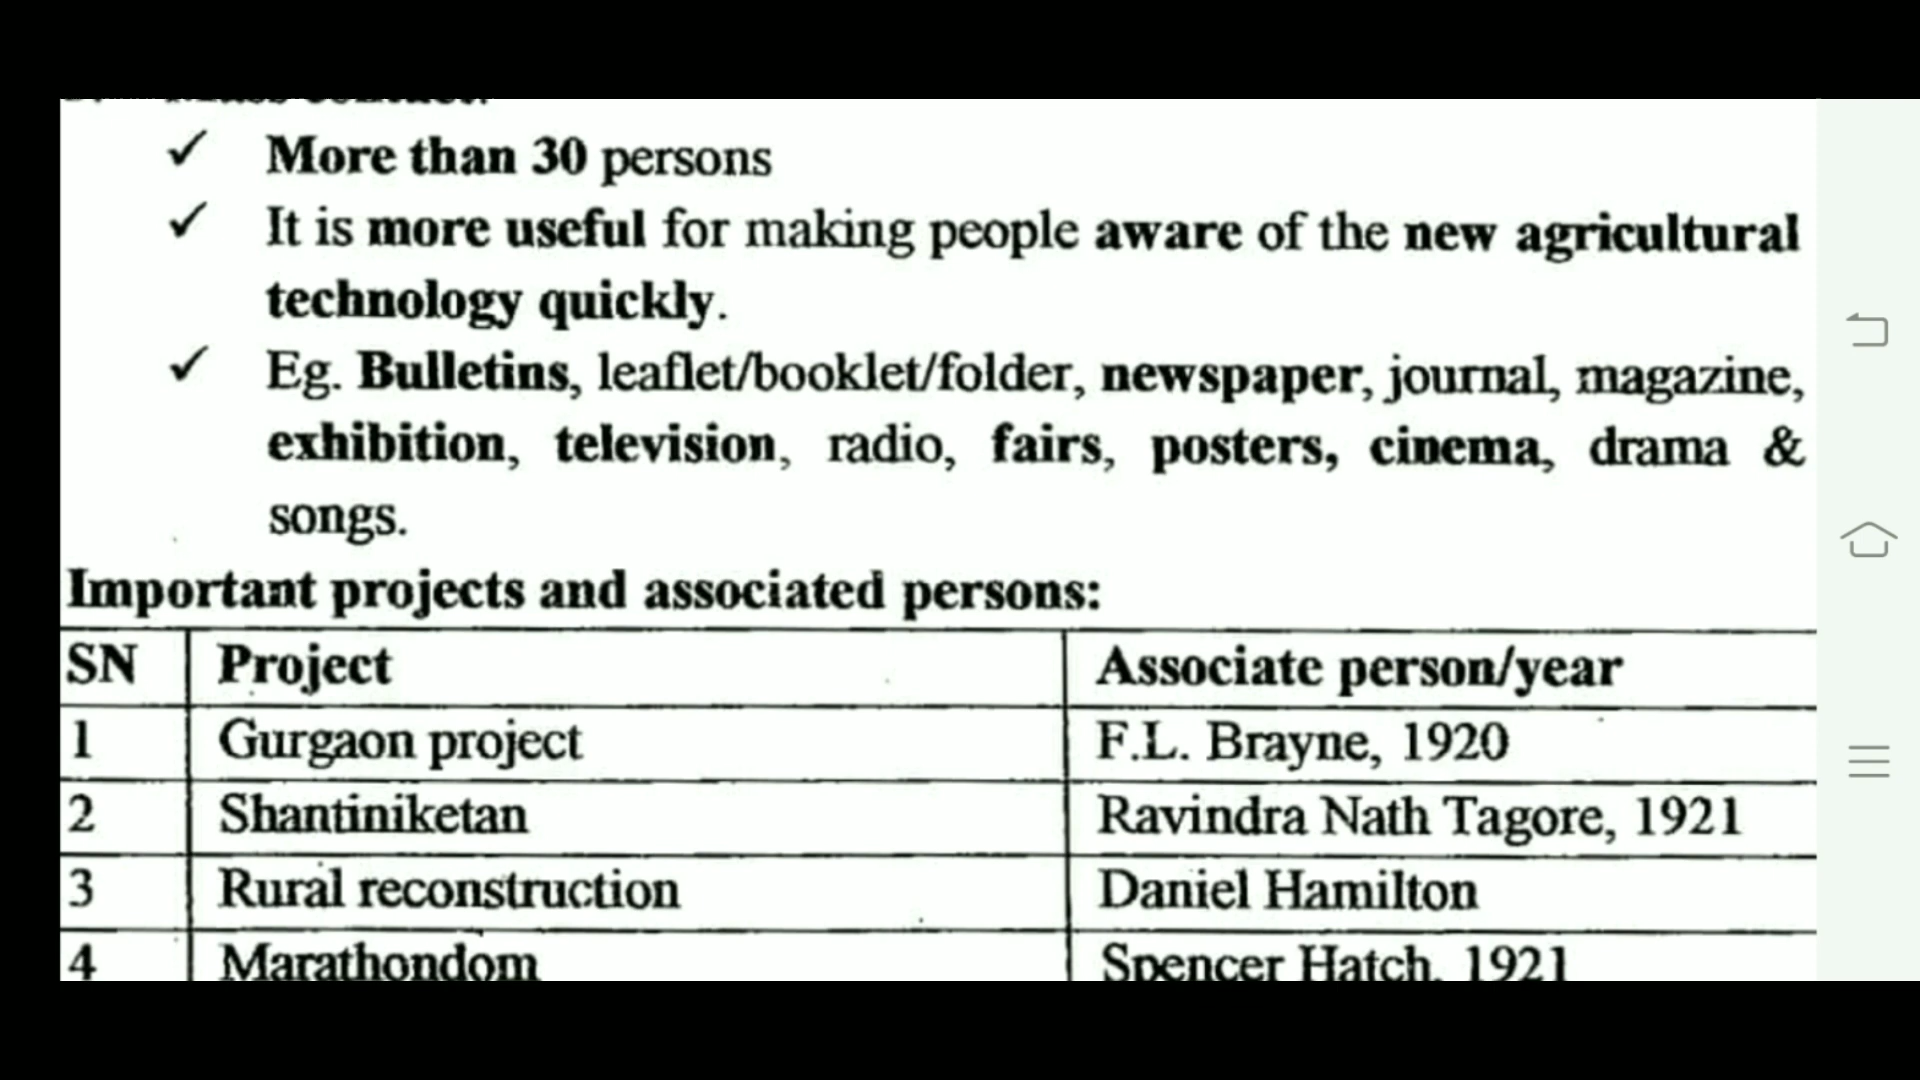 ✓ More than 30 persons
✓ It is more useful for making people aware of the new agricultural
technology quickly.
✓ Eg. Bulletins, leaflet/booklet/folder, newspaper, journal, magazine,
exhibition, television, radio, fairs, posters, cinema, drama &
songs.
Important projects and associated persons:
SN Project Associate person/year
1 Gurgaon project F.L. Brayne, 1920
2 Shantiniketan Ravindra Nath Tagore, 1921
3 Rural reconstruction Daniel Hamilton
4 Marathondom Spencer Hatch, 1921